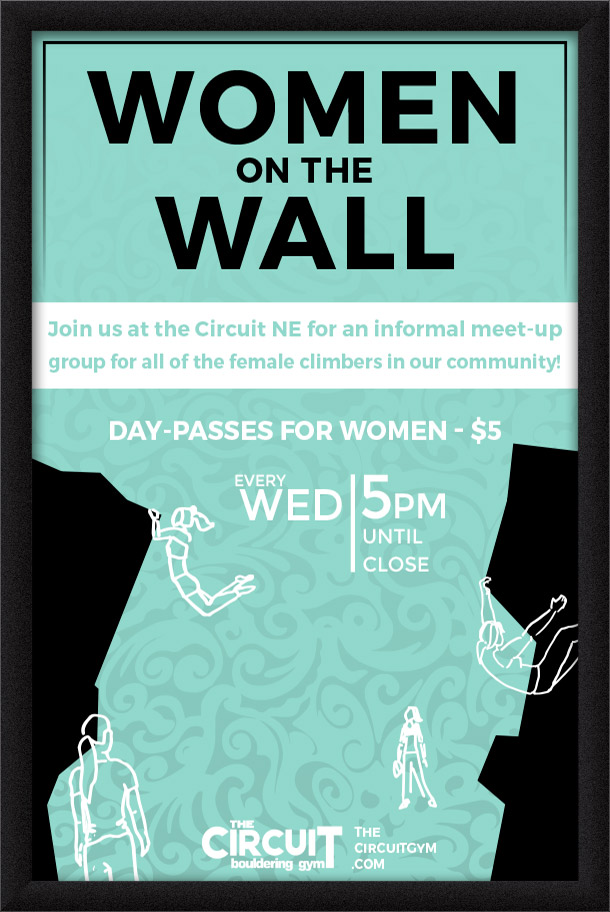 WOMEN
ON THE
WALL
Join us at the Circuit NE for an informal meet-up
group for all of the female climbers in our community!
DAY-PASSES FOR WOMEN - $5
EVERY
WED
5PM
UNTIL
CLOSE
THE
CIRCUIT
bouldering gym
THE
CIRCUITGYM
.COM